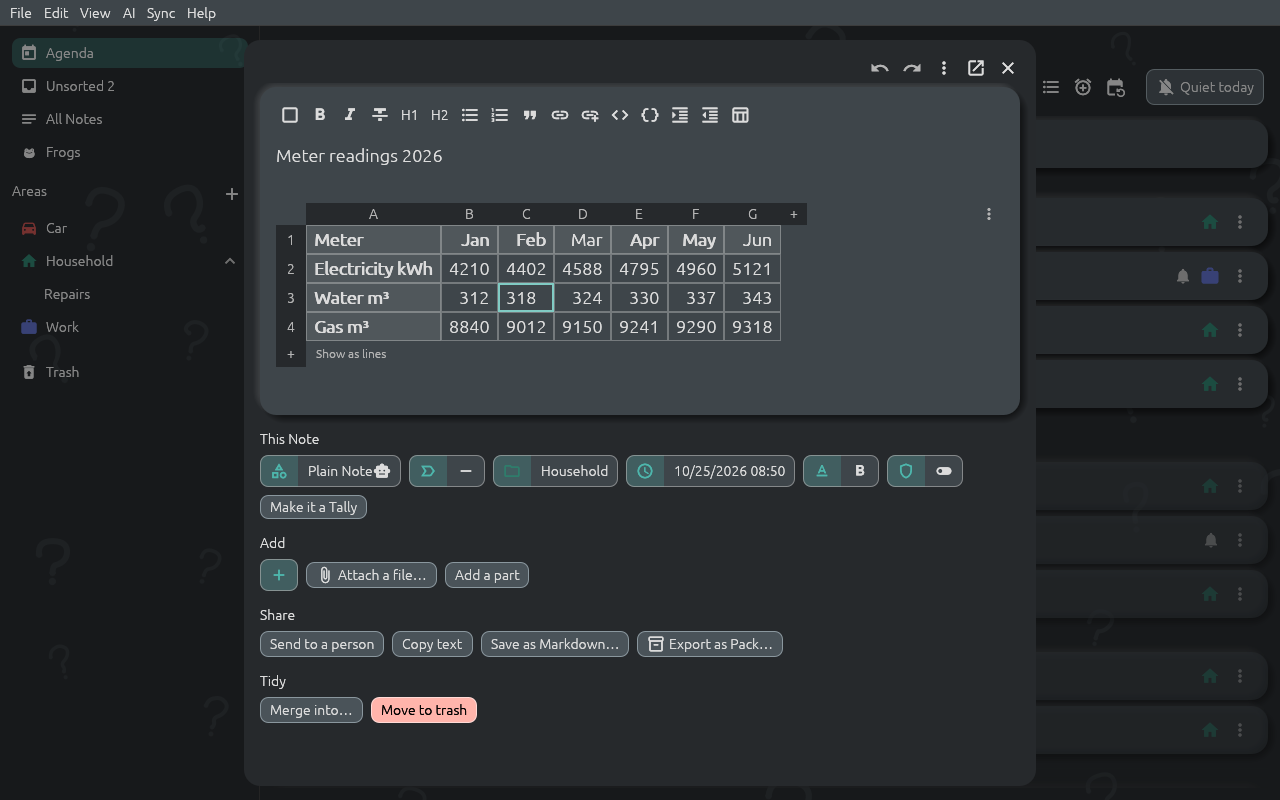 File Edit View AI Sync Help
Agenda
Unsorted 2
All Notes
Frogs
Areas
Car
Household
Repairs
Work
Trash
Quiet today
B I H1 H2
Meter readings 2026
A B C D E F G +
1 Meter Jan Feb Mar Apr May Jun
2 Electricity kWh 4210 4402 4588 4795 4960 5121
3 Water m³ 312 318 324 330 337 343
4 Gas m³ 8840 9012 9150 9241 9290 9318
+ Show as lines
This Note
Plain Note — Household 10/25/2026 08:50 A B
Make it a Tally
Add
+ Attach a file… Add a part
Share
Send to a person Copy text Save as Markdown… Export as Pack…
Tidy
Merge into… Move to trash